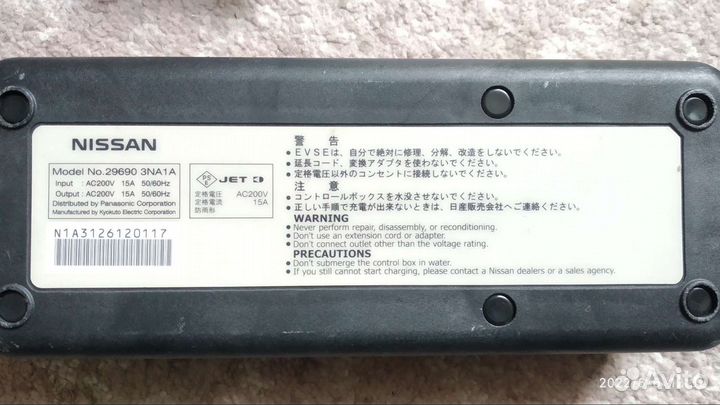 NISSAN
Model No.29690 3NA1A
Input : AC200V 15A 50/60Hz
Output : AC200V 15A 50/60Hz
Distributed by Panasonic Corporation
Manufactured by Kyokuto Electric Corporation
N1A3126120117
PS
E
JET
定格電圧 AC200V
定格電流 15A
防雨形
警 告
● EVSEは、自分で絶対に修理、分解、改造をしないでください。
● 延長コード、変換アダプタを使わないでください。
● 定格電圧以外のコンセントに接続しないでください。
注 意
● コントロールボックスを水没させないでください。
● 正しい手順で充電が出来ないときは、日産販売会社へご連絡ください。
WARNING
● Never perform repair, disassembly, or reconditioning.
● Don't use an extension cord or adapter.
● Don't connect outlet other than the voltage rating.
PRECAUTIONS
● Don't submerge the control box in water.
● If you still cannot start charging, please contact a Nissan dealers or a sales agency.
Avito